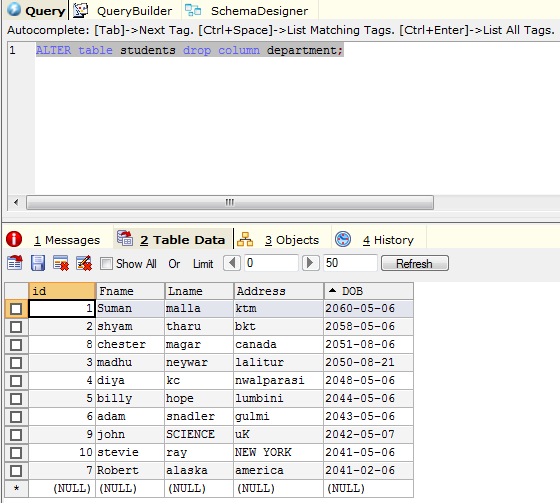 Query QueryBuilder SchemaDesigner
Autocomplete: [Tab]->Next Tag. [Ctrl+Space]->List Matching Tags. [Ctrl+Enter]->List All Tags.
1 ALTER table students drop column department;
1 Messages 2 Table Data 3 Objects 4 History
Show All Or Limit 0 50 Refresh
id Fname Lname Address DOB
1 Suman malla ktm 2060-05-06
2 shyam tharu bkt 2058-05-06
8 chester magar canada 2051-08-06
3 madhu neywar lalitur 2050-08-21
4 diya kc nwalparasi 2048-05-06
5 billy hope lumbini 2044-05-06
6 adam snadler gulmi 2043-05-06
9 john SCIENCE uK 2042-05-07
10 stevie ray NEW YORK 2041-05-06
7 Robert alaska america 2041-02-06
* (NULL) (NULL) (NULL) (NULL) (NULL)